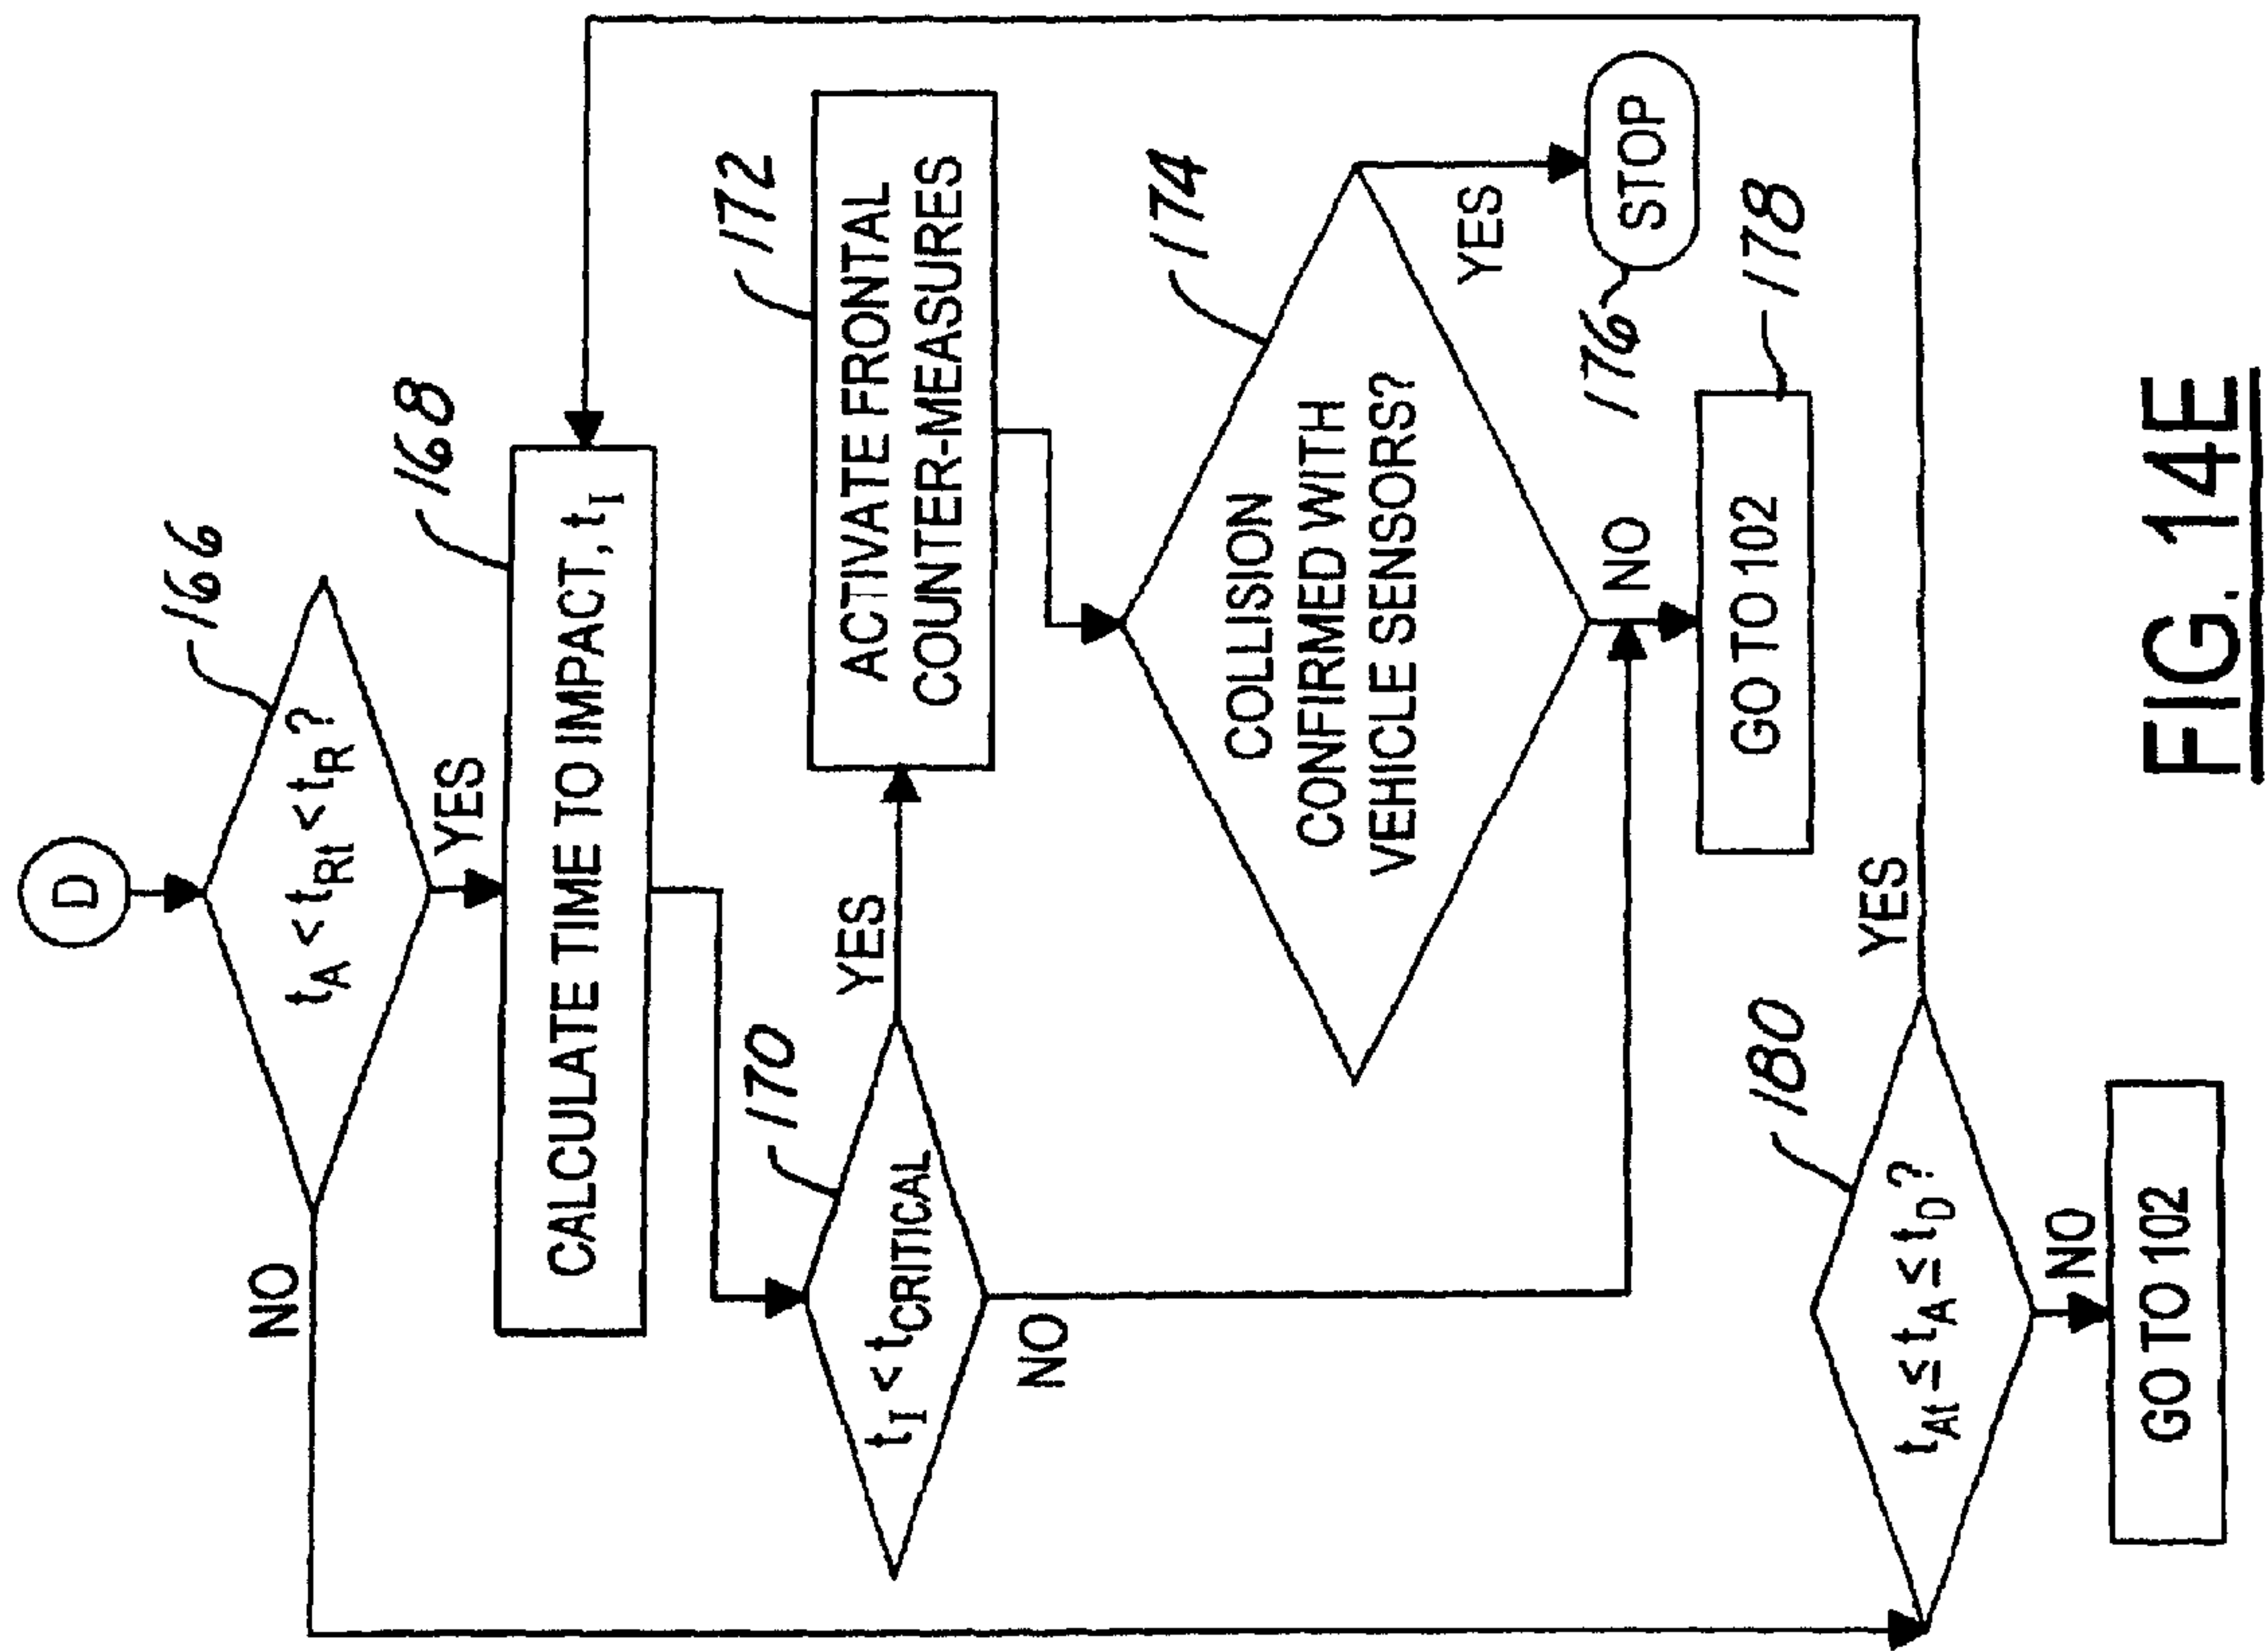 D
166
t_A < t_Rt < t_R ?
NO
YES
168
CALCULATE TIME TO IMPACT, t_I
170
t_I < t_CRITICAL
YES
NO
172
ACTIVATE FRONTAL
COUNTER-MEASURES
174
COLLISION
CONFIRMED WITH
VEHICLE SENSORS?
YES
176
STOP
NO
178
GO TO 102
180
t_At ≤ t_A ≤ t_D ?
YES
NO
GO TO 102
FIG. 14E